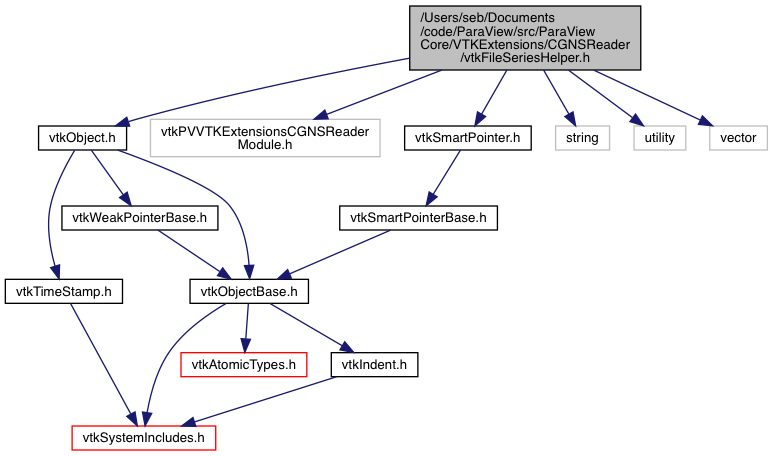 /Users/seb/Documents
/code/ParaView/src/ParaView
Core/VTKExtensions/CGNSReader
/vtkFileSeriesHelper.h
vtkObject.h
vtkPVVTKExtensionsCGNSReader
Module.h
vtkSmartPointer.h
string
utility
vector
vtkWeakPointerBase.h
vtkSmartPointerBase.h
vtkTimeStamp.h
vtkObjectBase.h
vtkAtomicTypes.h
vtkIndent.h
vtkSystemIncludes.h